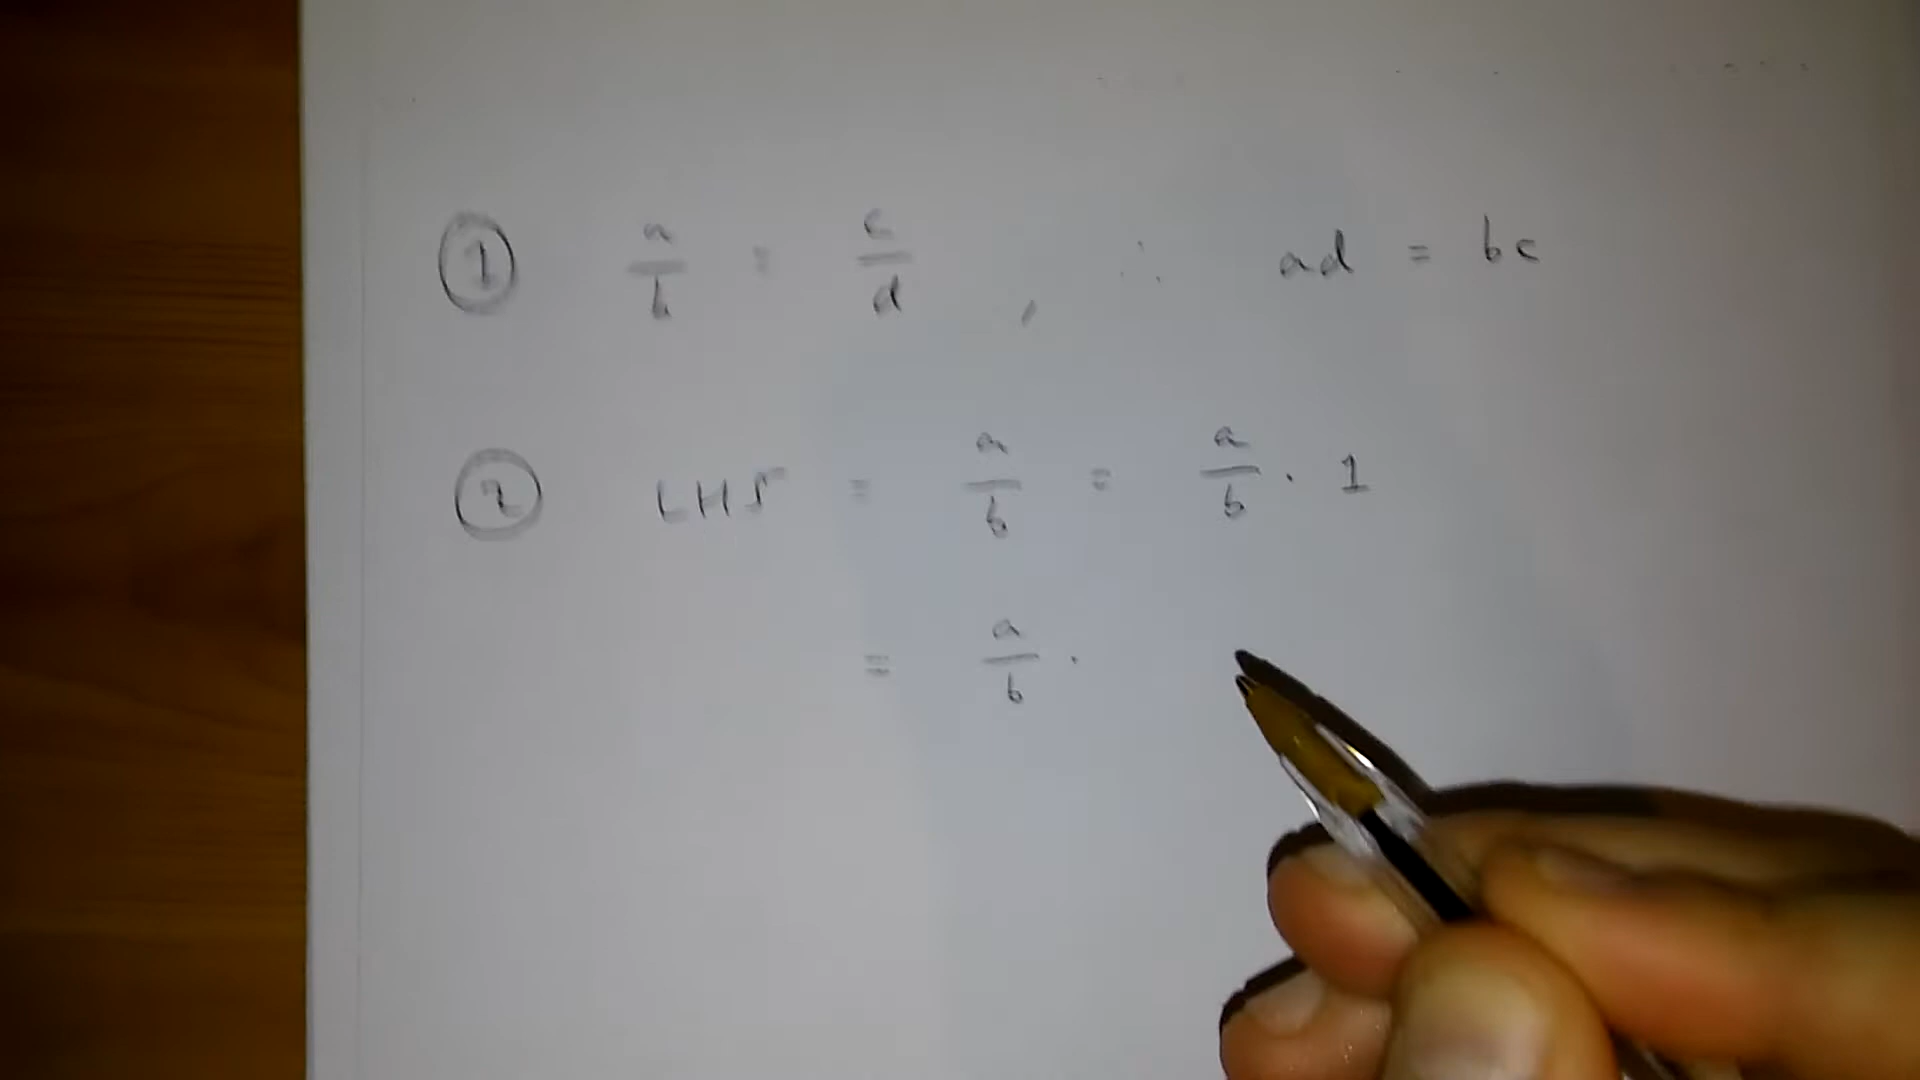 ① a/b = c/d , ∴ ad = bc
② LHS = a/b = a/b · 1
= a/b ·